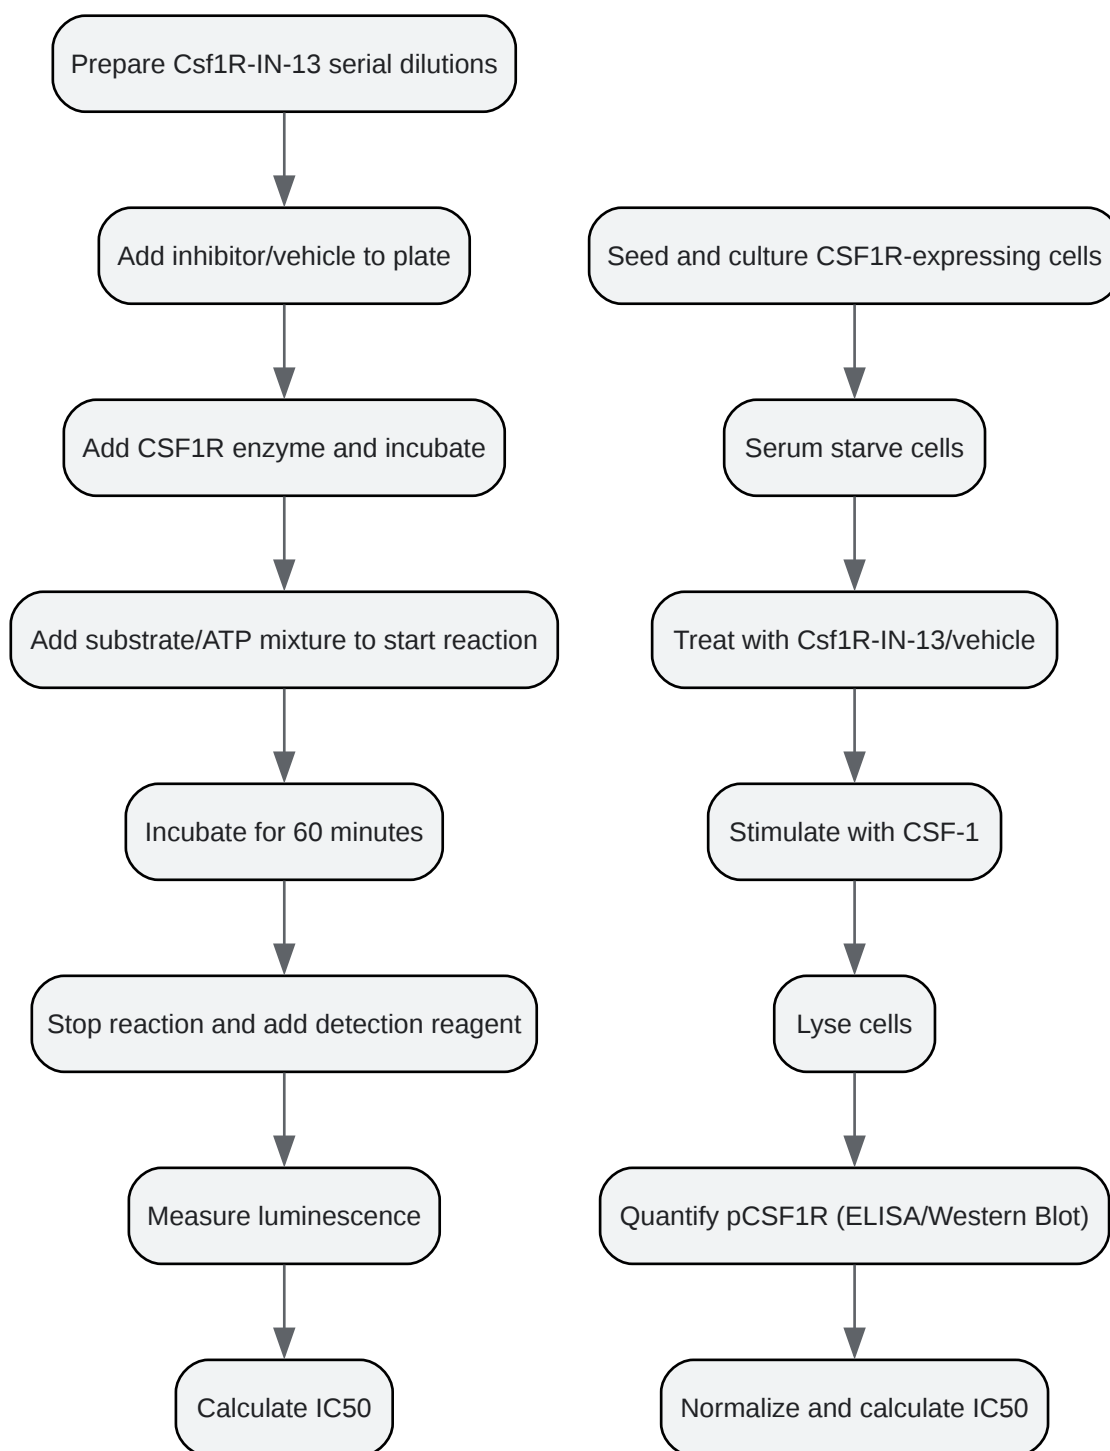 Prepare Csf1R-IN-13 serial dilutions
Add inhibitor/vehicle to plate
Add CSF1R enzyme and incubate
Add substrate/ATP mixture to start reaction
Incubate for 60 minutes
Stop reaction and add detection reagent
Measure luminescence
Calculate IC50
Seed and culture CSF1R-expressing cells
Serum starve cells
Treat with Csf1R-IN-13/vehicle
Stimulate with CSF-1
Lyse cells
Quantify pCSF1R (ELISA/Western Blot)
Normalize and calculate IC50